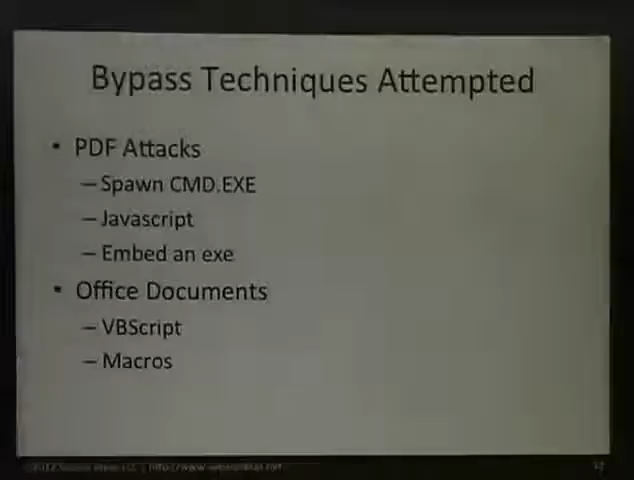 Bypass Techniques Attempted
• PDF Attacks
– Spawn CMD.EXE
– Javascript
– Embed an exe
• Office Documents
– VBScript
– Macros